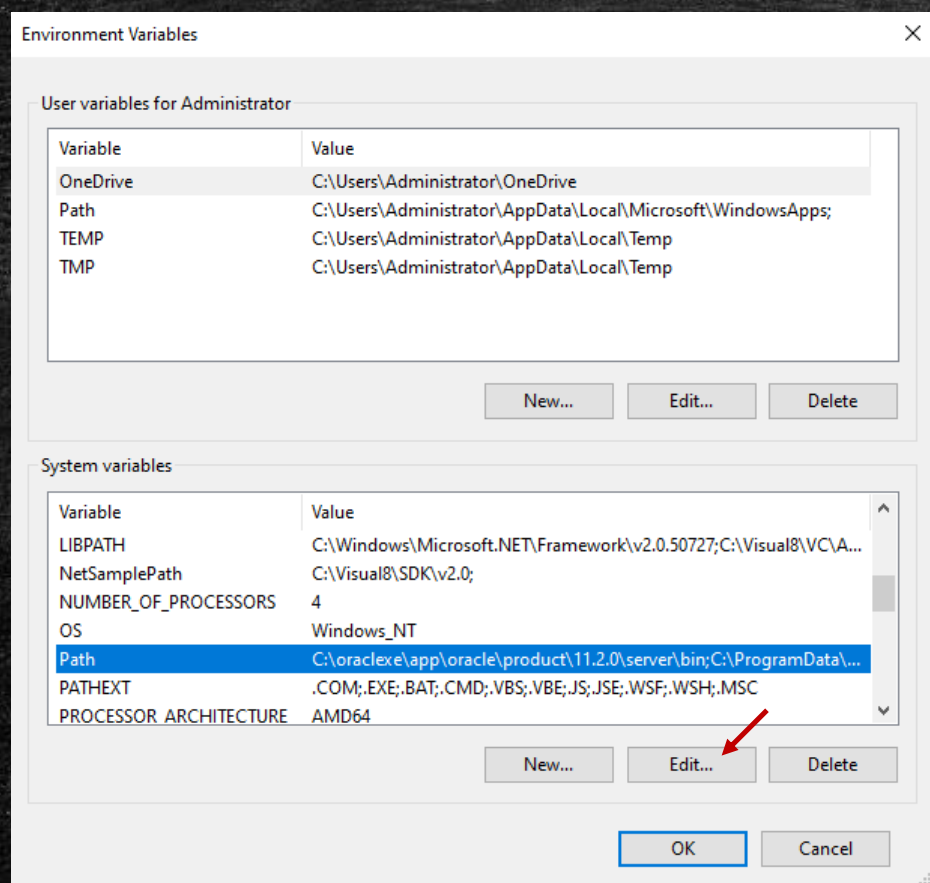 Environment Variables
User variables for Administrator
Variable Value
OneDrive C:\Users\Administrator\OneDrive
Path C:\Users\Administrator\AppData\Local\Microsoft\WindowsApps;
TEMP C:\Users\Administrator\AppData\Local\Temp
TMP C:\Users\Administrator\AppData\Local\Temp
New... Edit... Delete
System variables
Variable Value
LIBPATH C:\Windows\Microsoft.NET\Framework\v2.0.50727;C:\Visual8\VC\A...
NetSamplePath C:\Visual8\SDK\v2.0;
NUMBER_OF_PROCESSORS 4
OS Windows_NT
Path C:\oraclexe\app\oracle\product\11.2.0\server\bin;C:\ProgramData\...
PATHEXT .COM;.EXE;.BAT;.CMD;.VBS;.VBE;.JS;.JSE;.WSF;.WSH;.MSC
PROCESSOR_ARCHITECTURE AMD64
New... Edit... Delete
OK Cancel